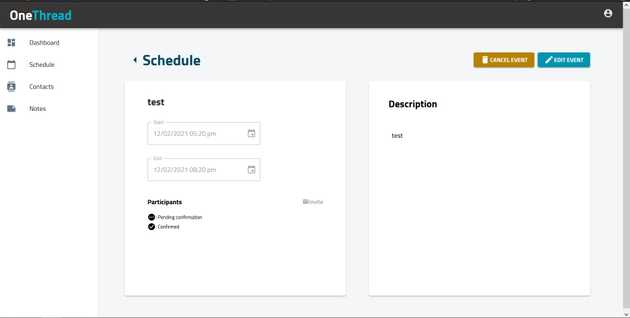 OneThread
Dashboard
Schedule
Contacts
Notes
Schedule
CANCEL EVENT
EDIT EVENT
test
Start
12/02/2021 05:20 pm
End
12/02/2021 08:20 pm
Participants
Invite
Pending confirmation
Confirmed
Description
test